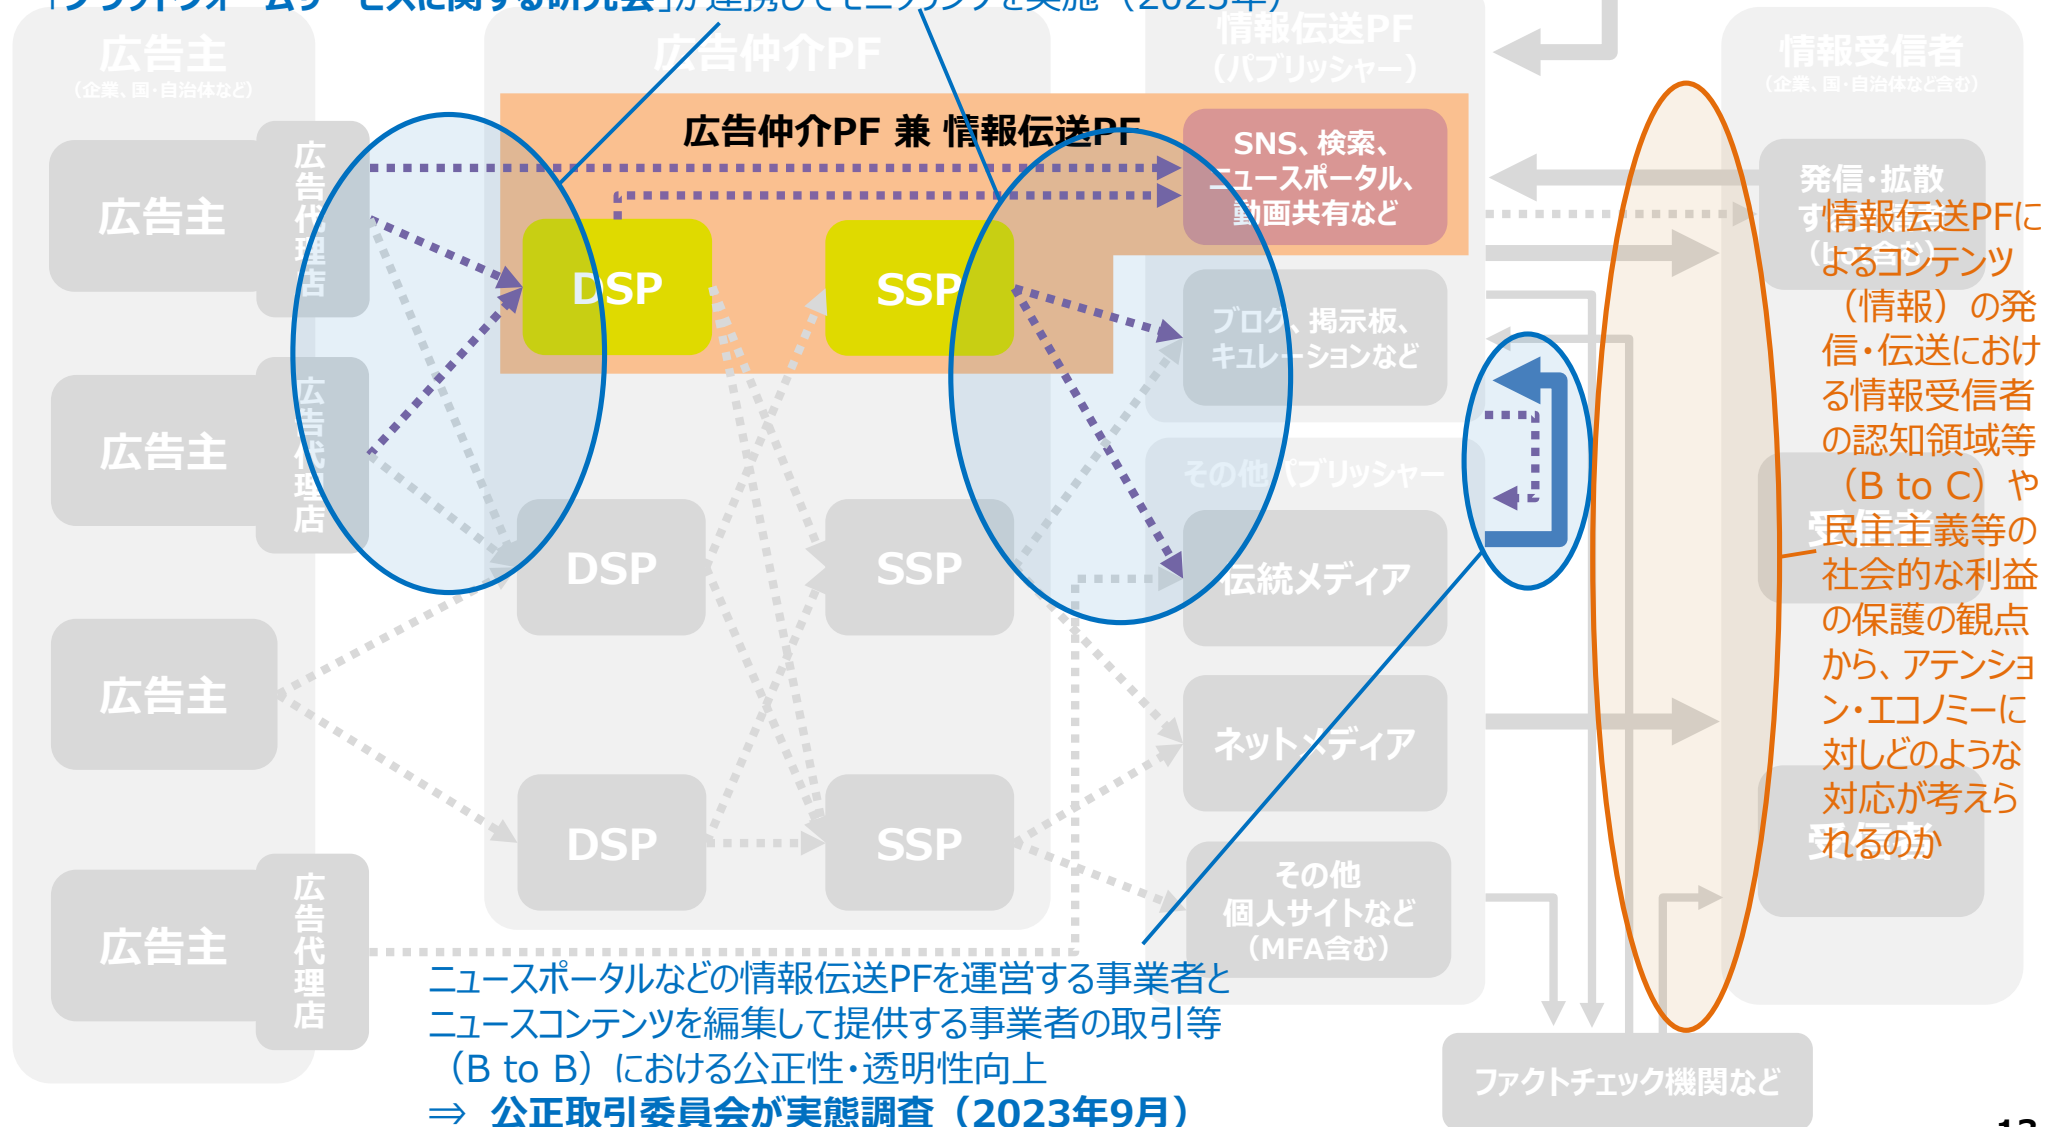 「プラットフォームサービスに関する研究会」が連携してモニタリングを実施（2023年）
広告主
（企業、国・自治体など）
広告仲介PF
情報伝送PF
（パブリッシャー）
情報受信者
（企業、国・自治体など含む）
広告仲介PF 兼 情報伝送PF
広告主
広告代理店
DSP
SSP
SNS、検索、
ニュースポータル、
動画共有など
発信・拡散
（bot含む）
ブログ、掲示板、
キュレーションなど
広告主
広告代理店
その他パブリッシャー
DSP
SSP
伝統メディア
受信者
広告主
ネットメディア
DSP
SSP
受信者
その他
個人サイトなど
（MFA含む）
広告主
広告代理店
ファクトチェック機関など
情報伝送PFに
よるコンテンツ
（情報）の発
信・伝送におけ
る情報受信者
の認知領域等
（B to C）や
民主主義等の
社会的な利益
の保護の観点
から、アテンショ
ン・エコノミーに
対しどのような
対応が考えら
れるのか
ニュースポータルなどの情報伝送PFを運営する事業者と
ニュースコンテンツを編集して提供する事業者の取引等
（B to B）における公正性・透明性向上
⇒ 公正取引委員会が実態調査（2023年9月）